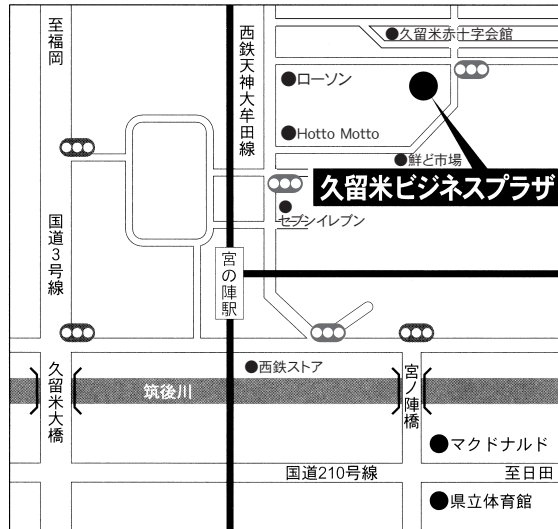 至福岡
西鉄天神大牟田線
久留米赤十字会館
ローソン
Hotto Motto
鮮ど市場
久留米ビジネスプラザ
セブンイレブン
国道3号線
宮の陣駅
久留米大橋
西鉄ストア
宮ノ陣橋
筑後川
マクドナルド
国道210号線
至日田
県立体育館